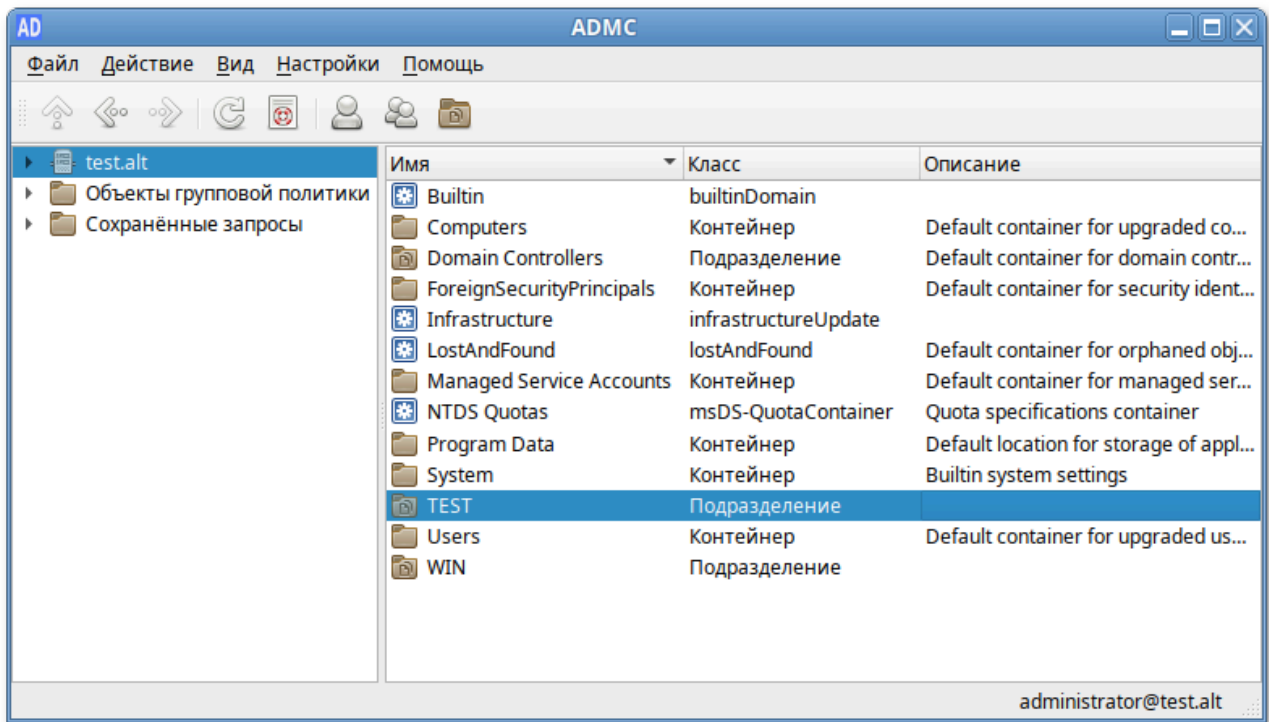 AD ADMC
Файл Действие Вид Настройки Помощь
test.alt
Объекты групповой политики
Сохранённые запросы
Имя Класс Описание
Builtin builtinDomain
Computers Контейнер Default container for upgraded co...
Domain Controllers Подразделение Default container for domain contr...
ForeignSecurityPrincipals Контейнер Default container for security ident...
Infrastructure infrastructureUpdate
LostAndFound lostAndFound Default container for orphaned obj...
Managed Service Accounts Контейнер Default container for managed ser...
NTDS Quotas msDS-QuotaContainer Quota specifications container
Program Data Контейнер Default location for storage of appl...
System Контейнер Builtin system settings
TEST Подразделение
Users Контейнер Default container for upgraded us...
WIN Подразделение
administrator@test.alt